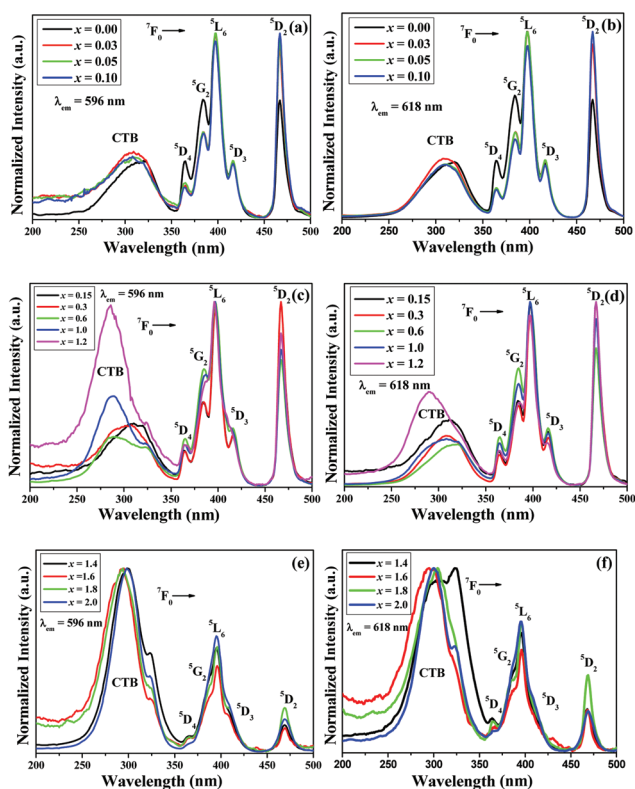 (a)
x = 0.00
x = 0.03
x = 0.05
x = 0.10
λem = 596 nm
⁷F₀
CTB
⁵D₄
⁵G₂
⁵L₆
⁵D₃
⁵D₂
Normalized Intensity (a.u.)
200 250 300 350 400 450 500
Wavelength (nm)
(b)
x = 0.00
x = 0.03
x = 0.05
x = 0.10
λem = 618 nm
⁷F₀
CTB
⁵D₄
⁵G₂
⁵L₆
⁵D₃
⁵D₂
Normalized Intensity (a.u.)
200 250 300 350 400 450 500
Wavelength (nm)
(c)
x = 0.15
x = 0.3
x = 0.6
x = 1.0
x = 1.2
λem = 596 nm
⁷F₀
CTB
⁵D₄
⁵G₂
⁵L₆
⁵D₃
⁵D₂
Normalized Intensity (a.u.)
200 250 300 350 400 450 500
Wavelength (nm)
(d)
x = 0.15
x = 0.3
x = 0.6
x = 1.0
x = 1.2
λem = 618 nm
⁷F₀
CTB
⁵D₄
⁵G₂
⁵L₆
⁵D₃
⁵D₂
Normalized Intensity (a.u.)
200 250 300 350 400 450 500
Wavelength (nm)
(e)
x = 1.4
x = 1.6
x = 1.8
x = 2.0
λem = 596 nm
⁷F₀
CTB
⁵D₄
⁵G₂
⁵L₆
⁵D₃
⁵D₂
Normalized Intensity (a.u.)
200 250 300 350 400 450 500
Wavelength (nm)
(f)
x = 1.4
x = 1.6
x = 1.8
x = 2.0
λem = 618 nm
⁷F₀
CTB
⁵D₄
⁵G₂
⁵L₆
⁵D₃
⁵D₂
Normalized Intensity (a.u.)
200 250 300 350 400 450 500
Wavelength (nm)